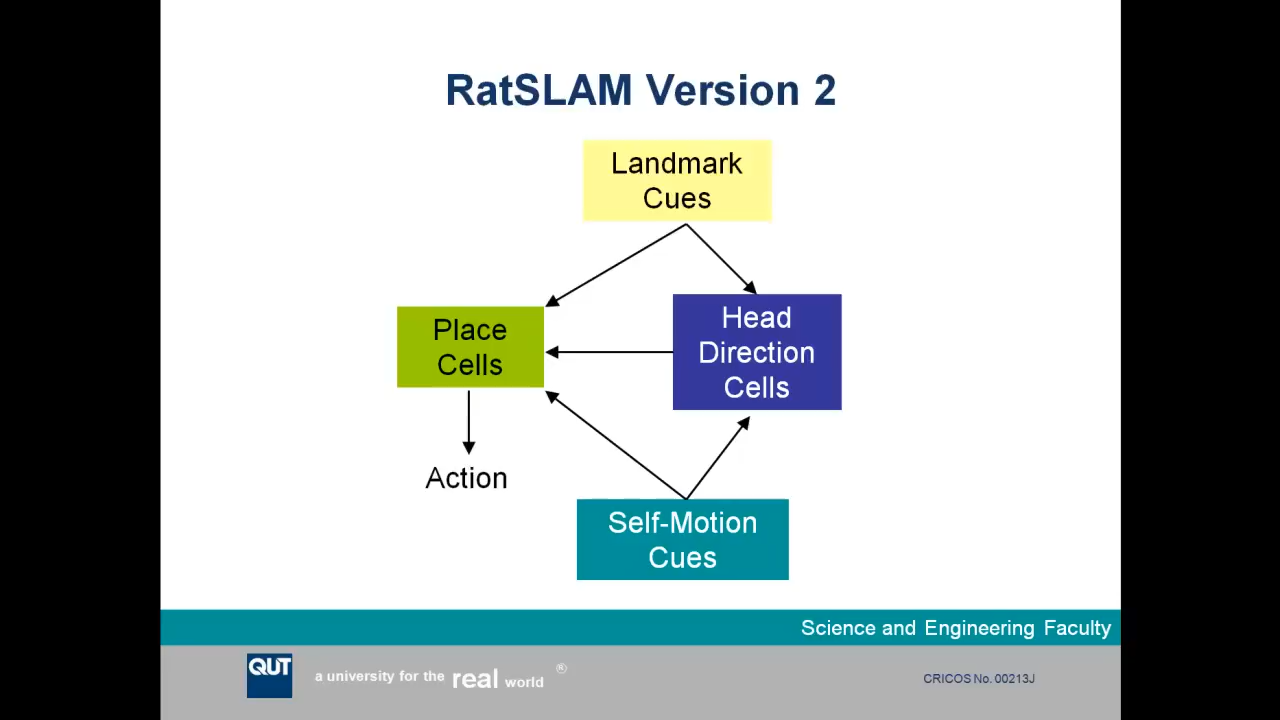 RatSLAM Version 2
Landmark
Cues
Place
Cells
Head
Direction
Cells
Action
Self-Motion
Cues
Science and Engineering Faculty
QUT
a university for the real world ®
CRICOS No. 00213J